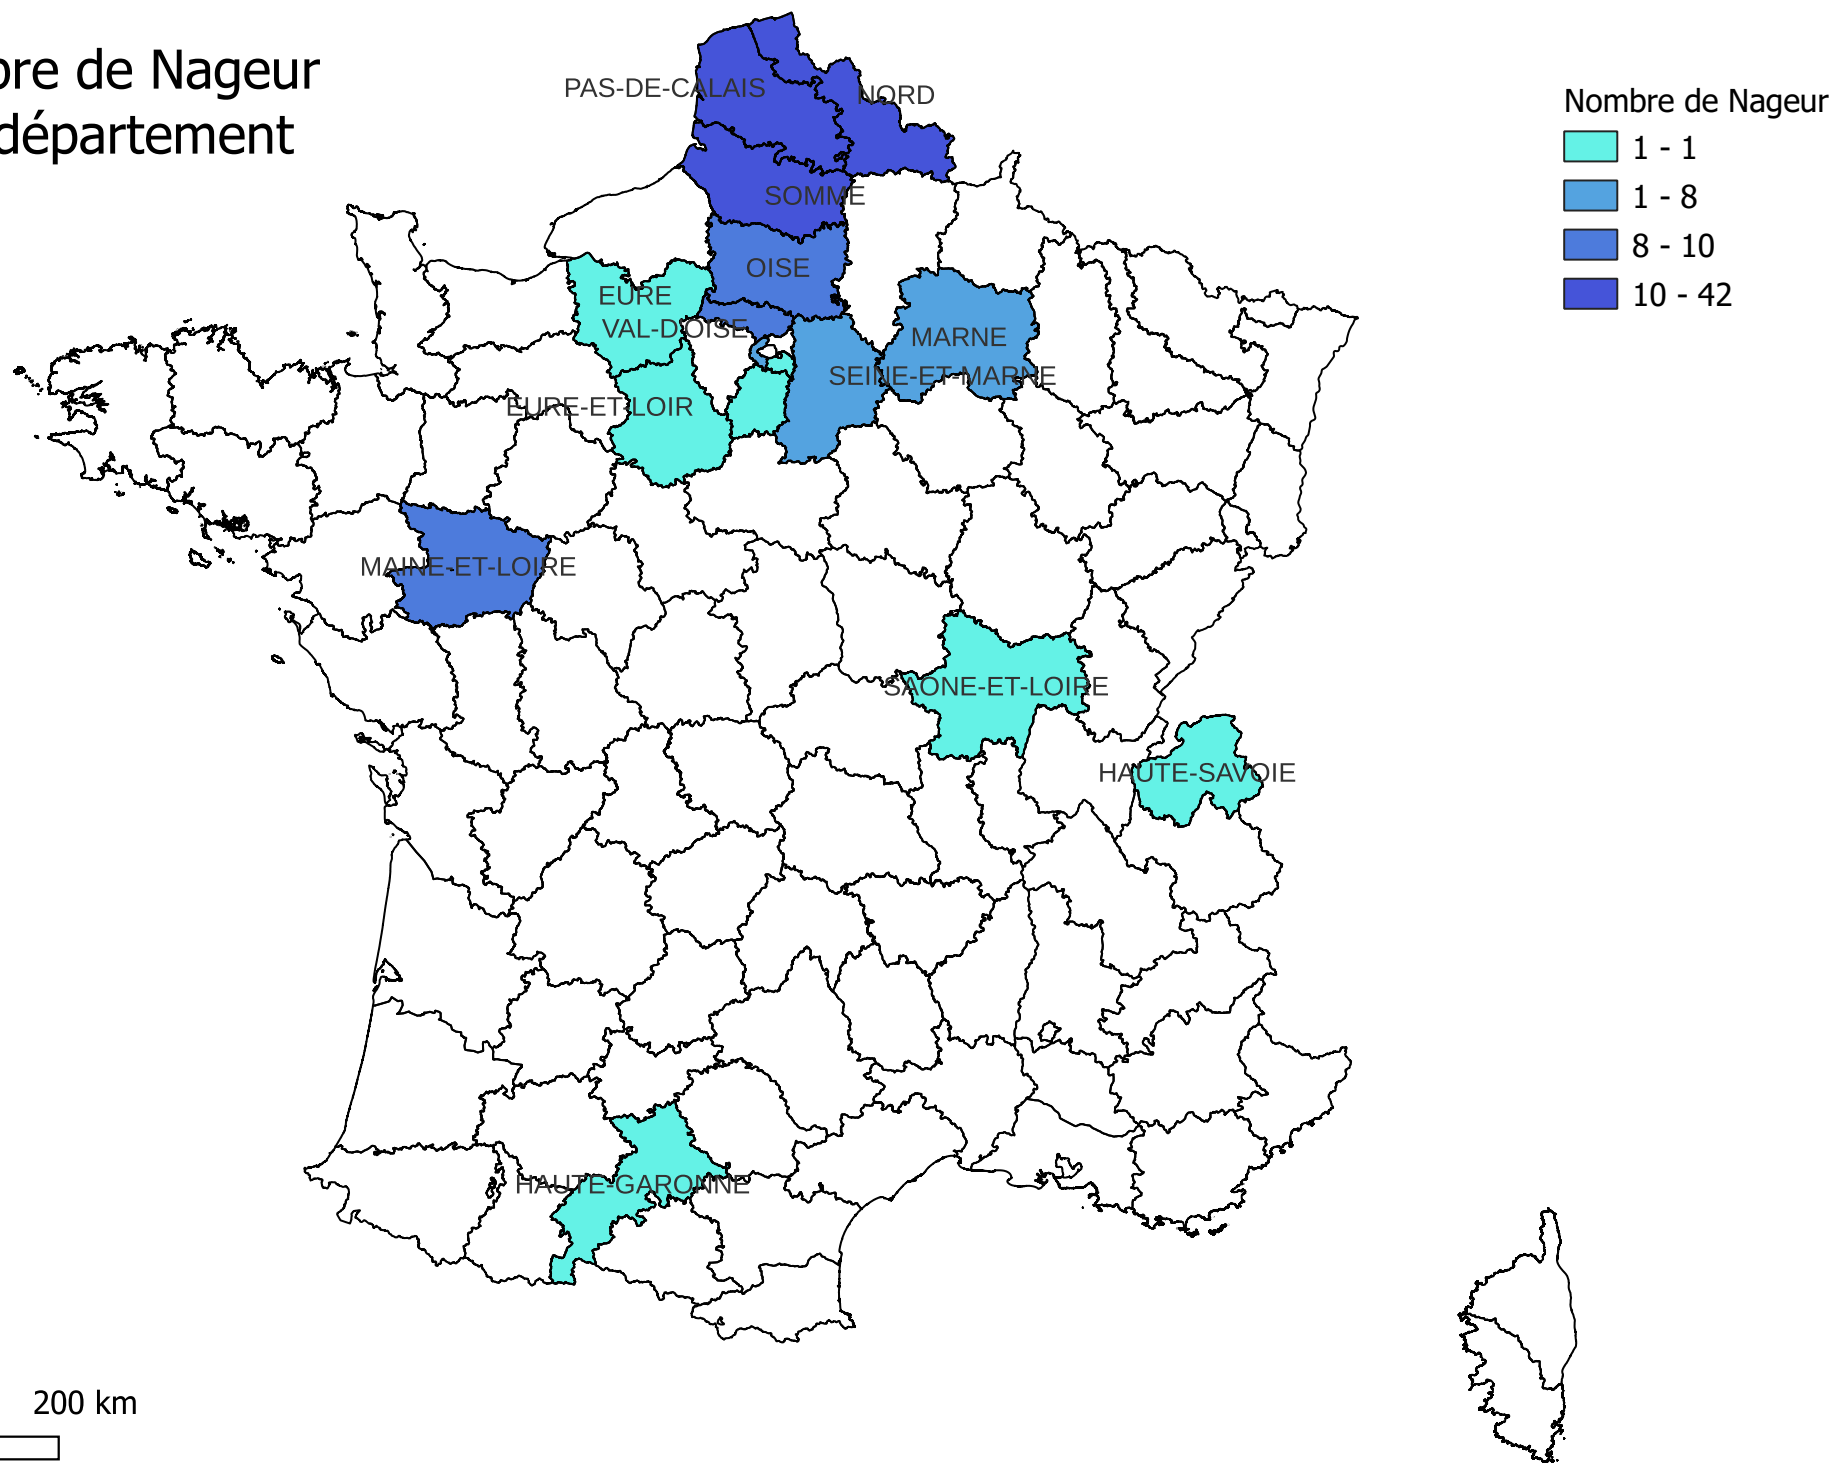 bre de Nageur
département
Nombre de Nageur
1 - 1
1 - 8
8 - 10
10 - 42
PAS-DE-CALAIS
NORD
SOMME
OISE
EURE
VAL-D'OISE
MARNE
SEINE-ET-MARNE
EURE-ET-LOIR
MAINE-ET-LOIRE
SAONE-ET-LOIRE
HAUTE-SAVOIE
HAUTE-GARONNE
200 km